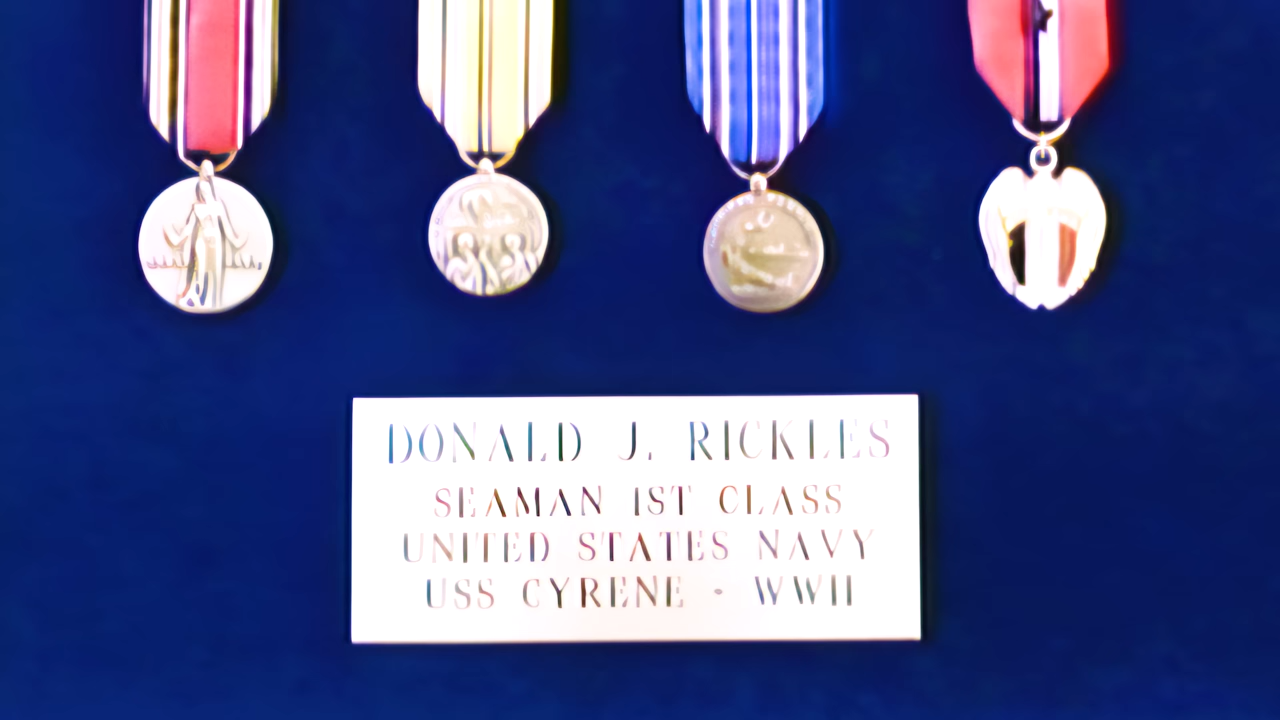 DONALD J. RICKLES
SEAMAN 1ST CLASS
UNITED STATES NAVY
USS CYRENE · WWII